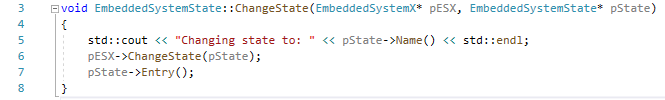 3 void EmbeddedSystemState::ChangeState(EmbeddedSystemX* pESX, EmbeddedSystemState* pState)
4 {
5 std::cout << "Changing state to: " << pState->Name() << std::endl;
6 pESX->ChangeState(pState);
7 pState->Entry();
8 }